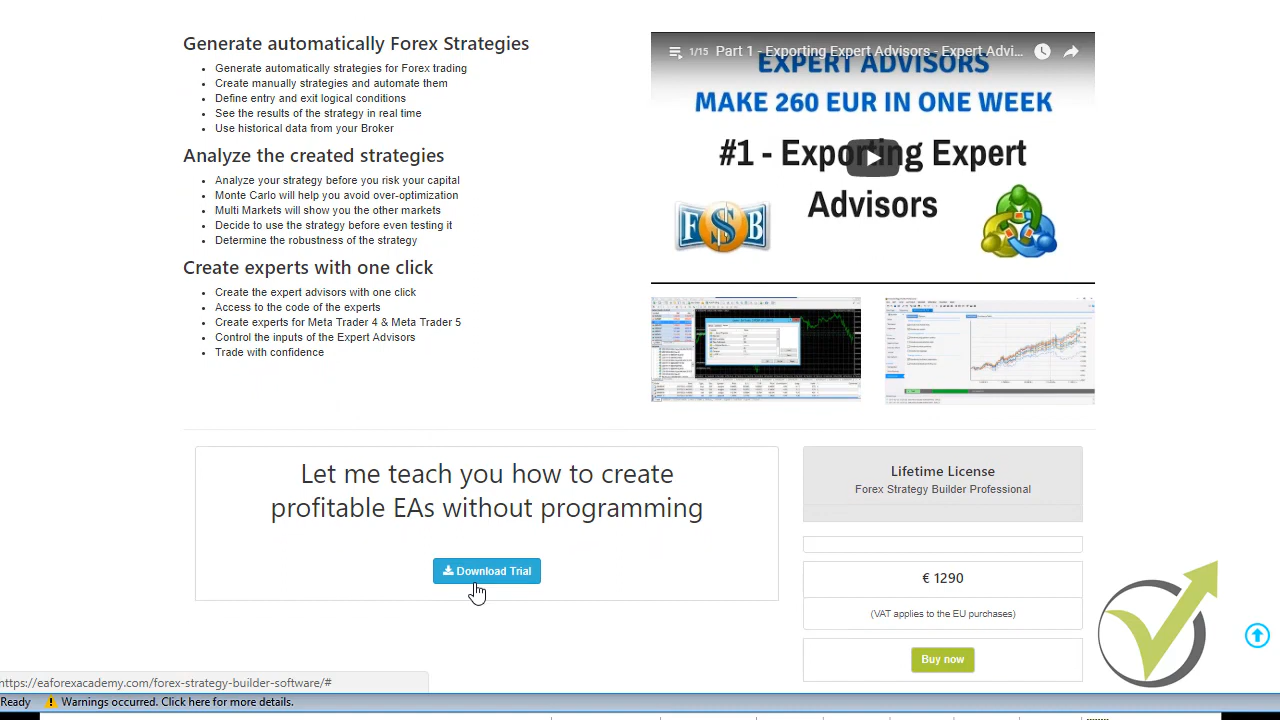 Generate automatically Forex Strategies
Generate automatically strategies for Forex trading
Create manually strategies and automate them
Define entry and exit logical conditions
See the results of the strategy in real time
Use historical data from your Broker
Analyze the created strategies
Analyze your strategy before you risk your capital
Monte Carlo will help you avoid over-optimization
Multi Markets will show you the other markets
Decide to use the strategy before even testing it
Determine the robustness of the strategy
Create experts with one click
Create the expert advisors with one click
Access to the code of the experts
Create experts for Meta Trader 4 & Meta Trader 5
Control the inputs of the Expert Advisors
Trade with confidence
1/15 Part 1 - Exporting Expert Advisors - Expert Advi...
EXPERT ADVISORS
MAKE 260 EUR IN ONE WEEK
#1 - Exporting Expert
Advisors
FSB
Let me teach you how to create
profitable EAs without programming
Download Trial
Lifetime License
Forex Strategy Builder Professional
€ 1290
(VAT applies to the EU purchases)
Buy now
https://eaforexacademy.com/forex-strategy-builder-software/#
Ready Warnings occurred. Click here for more details.